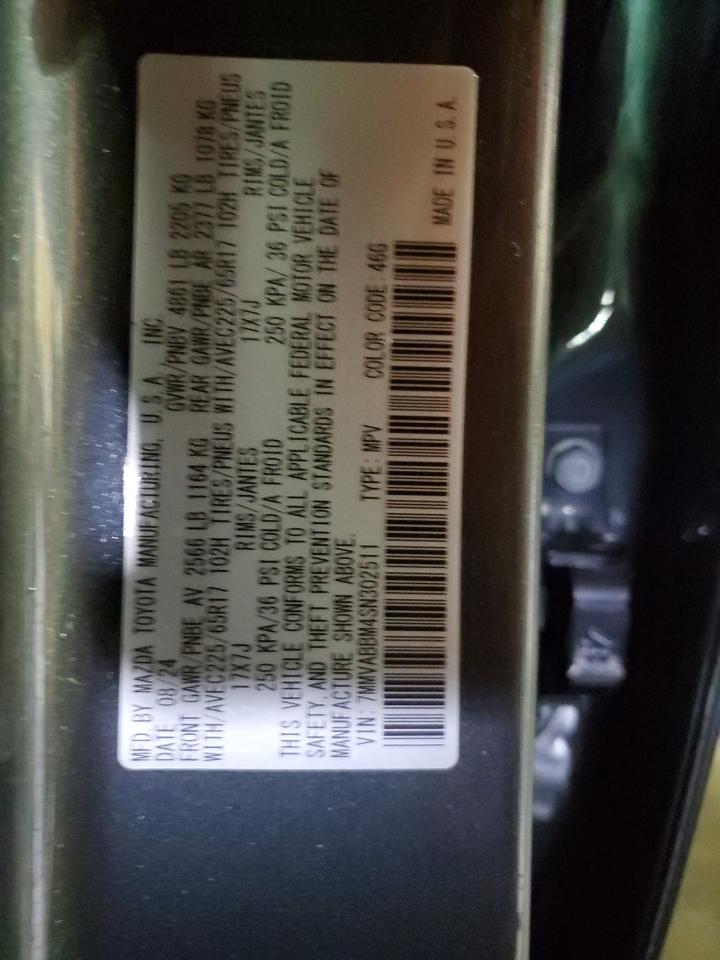 MFD. BY MAZDA TOYOTA MANUFACTURING, U.S.A. INC.
DATE 08/24 GVWR/PNBV 4861 LB 2205 KG
FRONT GAWR/PNBE AV 2566 LB 1164 KG REAR GAWR/PNBE AR 2377 LB 1078 KG
WITH/AVEC225/65R17 102H TIRES/PNEUS WITH/AVEC225/65R17 102H TIRES/PNEUS
17X7J RIMS/JANTES 17X7J RIMS/JANTES
250 KPA/36 PSI COLD/A FROID 250 KPA/ 36 PSI COLD/A FROID
THIS VEHICLE CONFORMS TO ALL APPLICABLE FEDERAL MOTOR VEHICLE
SAFETY AND THEFT PREVENTION STANDARDS IN EFFECT ON THE DATE OF
MANUFACTURE SHOWN ABOVE.
VIN: 7MMVABBM4SN302511 TYPE: MPV COLOR CODE: 46G
MADE IN U.S.A.